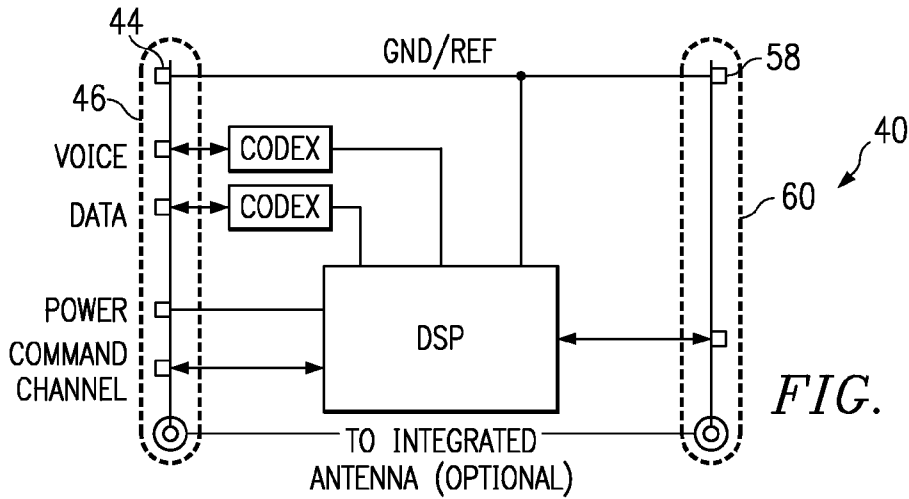 44
GND/REF
58
46
40
VOICE
CODEX
DATA
CODEX
60
POWER
DSP
COMMAND
CHANNEL
FIG.
TO INTEGRATED
ANTENNA (OPTIONAL)